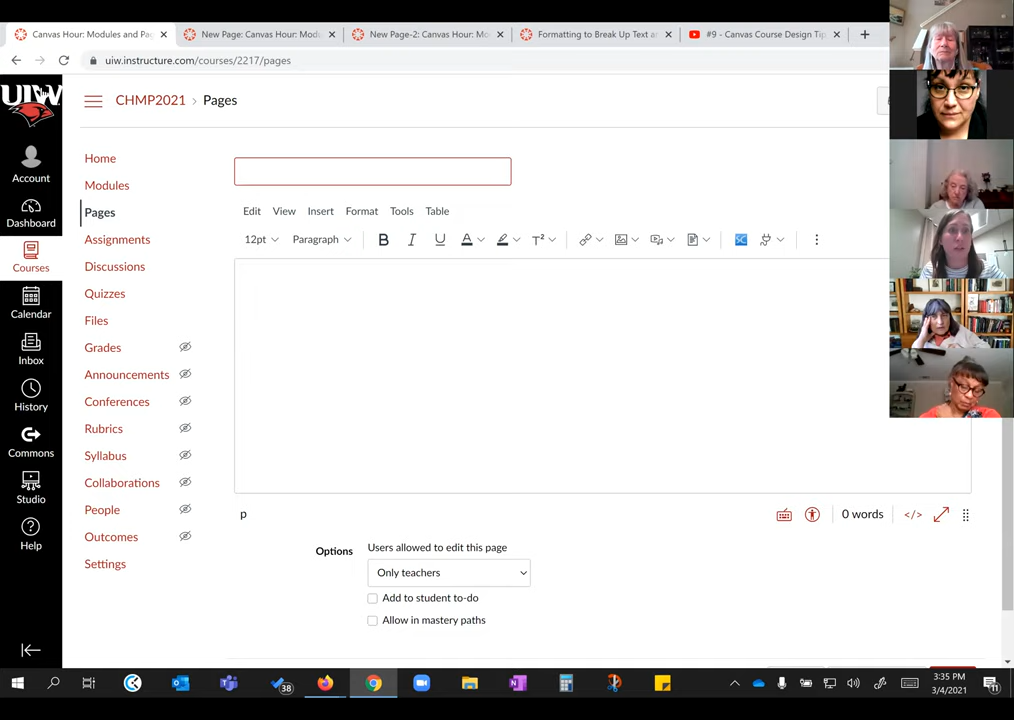 Canvas Hour: Modules and Pa
New Page: Canvas Hour: Modu
New Page-2: Canvas Hour: Mo
Formatting to Break Up Text a
#9 - Canvas Course Design Tip
uiw.instructure.com/courses/2217/pages
UIW
CHMP2021 > Pages
Account
Dashboard
Courses
Calendar
Inbox
History
Commons
Studio
Help
Home
Modules
Pages
Assignments
Discussions
Quizzes
Files
Grades
Announcements
Conferences
Rubrics
Syllabus
Collaborations
People
Outcomes
Settings
Edit View Insert Format Tools Table
12pt Paragraph B I U A T²
p
0 words </>
Options
Users allowed to edit this page
Only teachers
Add to student to-do
Allow in mastery paths
38
3:35 PM
3/4/2021
11